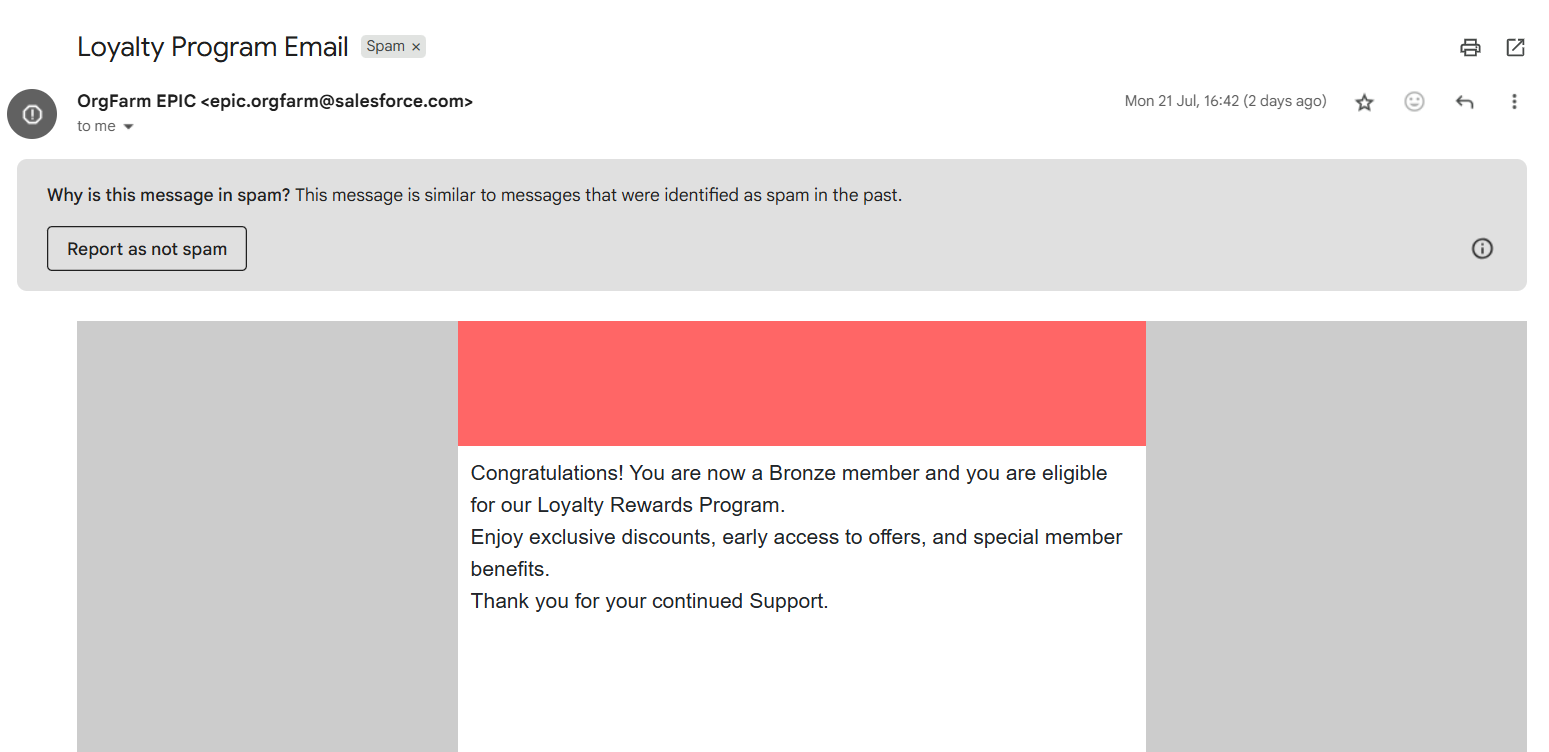 Loyalty Program Email Spam ×
OrgFarm EPIC <epic.orgfarm@salesforce.com>
Mon 21 Jul, 16:42 (2 days ago)
to me
Why is this message in spam? This message is similar to messages that were identified as spam in the past.
Report as not spam
Congratulations! You are now a Bronze member and you are eligible
for our Loyalty Rewards Program.
Enjoy exclusive discounts, early access to offers, and special member
benefits.
Thank you for your continued Support.